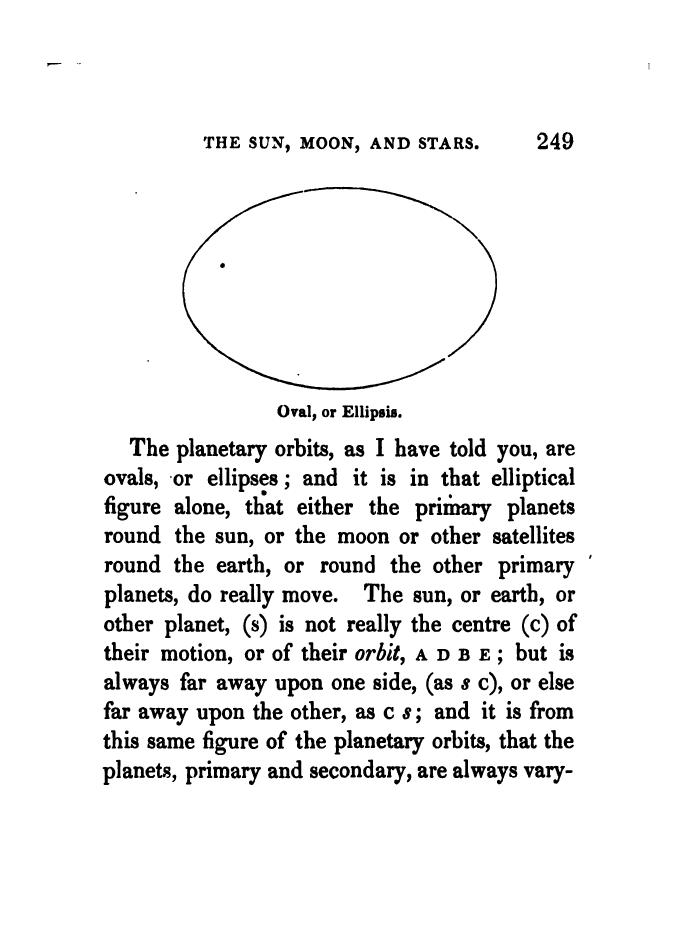 THE SUN, MOON, AND STARS. 249
Oval, or Ellipsis.
The planetary orbits, as I have told you, are
ovals, or ellipses; and it is in that elliptical
figure alone, that either the primary planets
round the sun, or the moon or other satellites
round the earth, or round the other primary
planets, do really move. The sun, or earth, or
other planet, (s) is not really the centre (c) of
their motion, or of their orbit, A D B E; but is
always far away upon one side, (as s c), or else
far away upon the other, as c s; and it is from
this same figure of the planetary orbits, that the
planets, primary and secondary, are always vary-